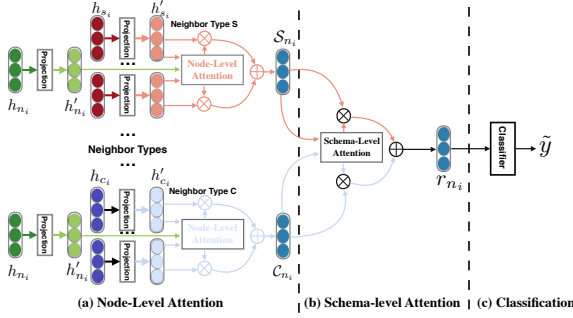 h_{s_i}
h'_{s_i}
Neighbor Type S
Projection
Projection
h_{n_i}
h'_{n_i}
Node-Level
Attention
Projection
...
S_{n_i}
...
Neighbor Types
...
Schema-Level
Attention
r_{n_i}
Classifier
ỹ
h_{c_i}
h'_{c_i}
Neighbor Type C
Projection
Projection
h_{n_i}
h'_{n_i}
Node-Level
Attention
Projection
...
C_{n_i}
(a) Node-Level Attention
(b) Schema-level Attention
(c) Classification